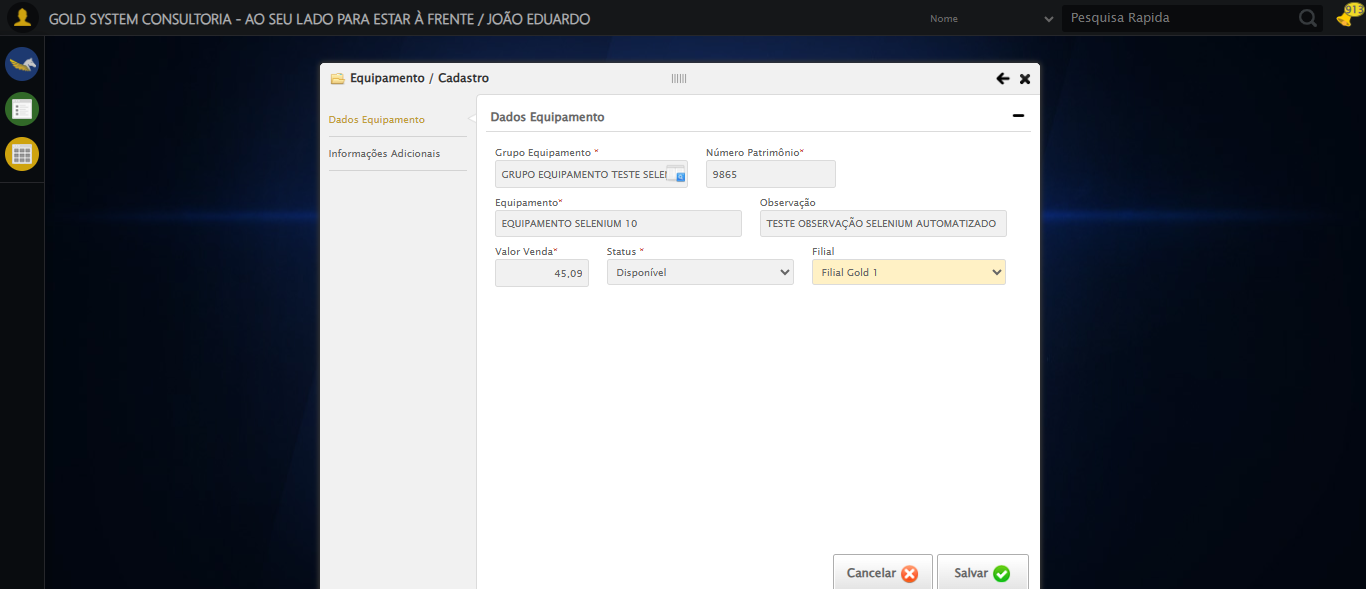 GOLD SYSTEM CONSULTORIA - AO SEU LADO PARA ESTAR À FRENTE / JOÃO EDUARDO
Nome
Pesquisa Rapida
913
Equipamento / Cadastro
Dados Equipamento
Informações Adicionais
Dados Equipamento
Grupo Equipamento * Número Patrimônio*
GRUPO EQUIPAMENTO TESTE SELE 9865
Equipamento* Observação
EQUIPAMENTO SELENIUM 10 TESTE OBSERVAÇÃO SELENIUM AUTOMATIZADO
Valor Venda* Status * Filial
45,09 Disponível Filial Gold 1
Cancelar Salvar